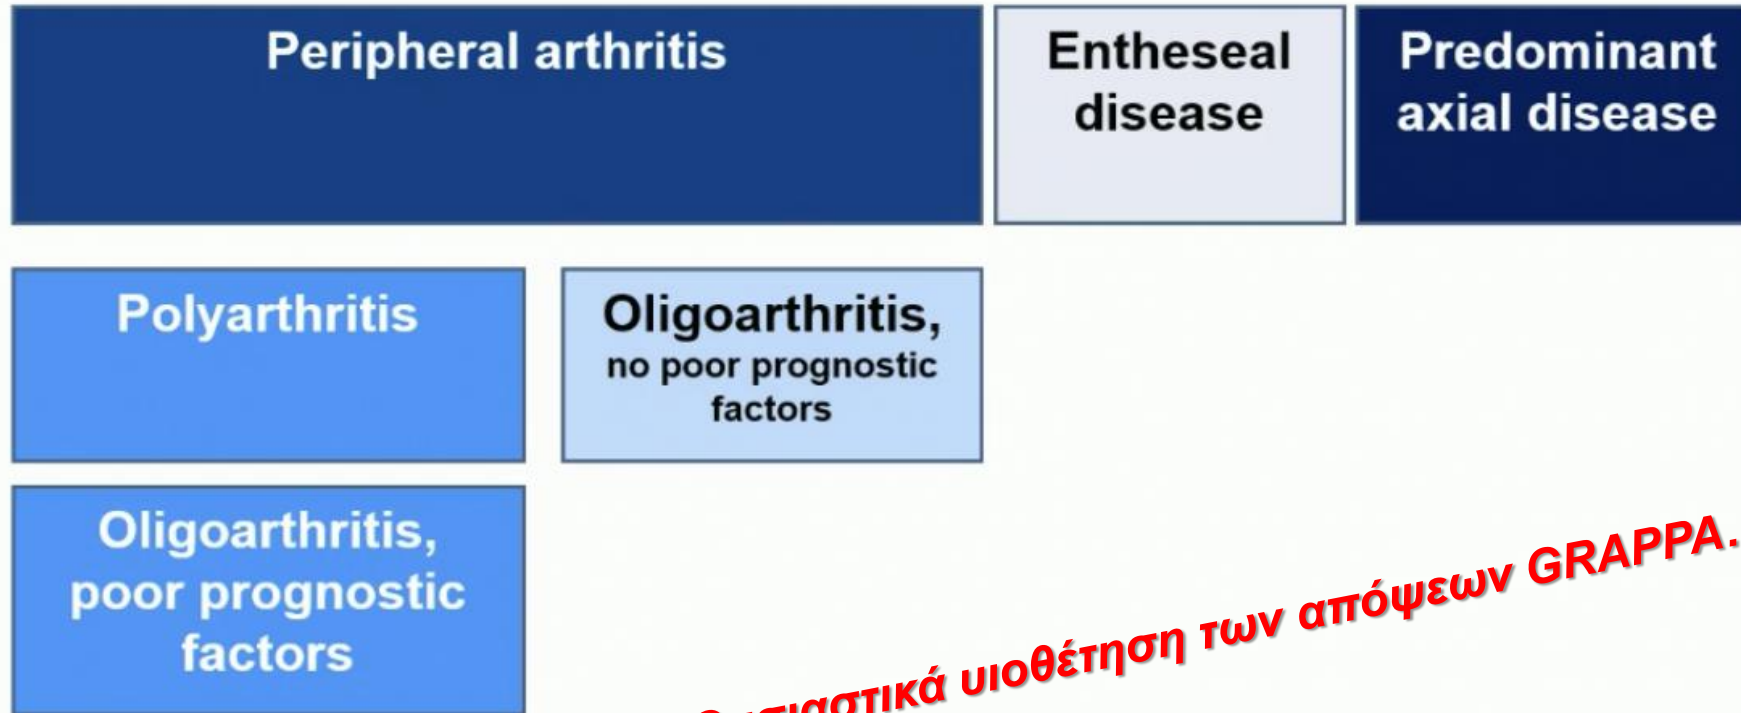 Peripheral arthritis
Entheseal
disease
Predominant
axial disease
Polyarthritis
Oligoarthritis,
no poor prognostic
factors
Oligoarthritis,
poor prognostic
factors
υιοθέτηση των απόψεων GRAPPA.